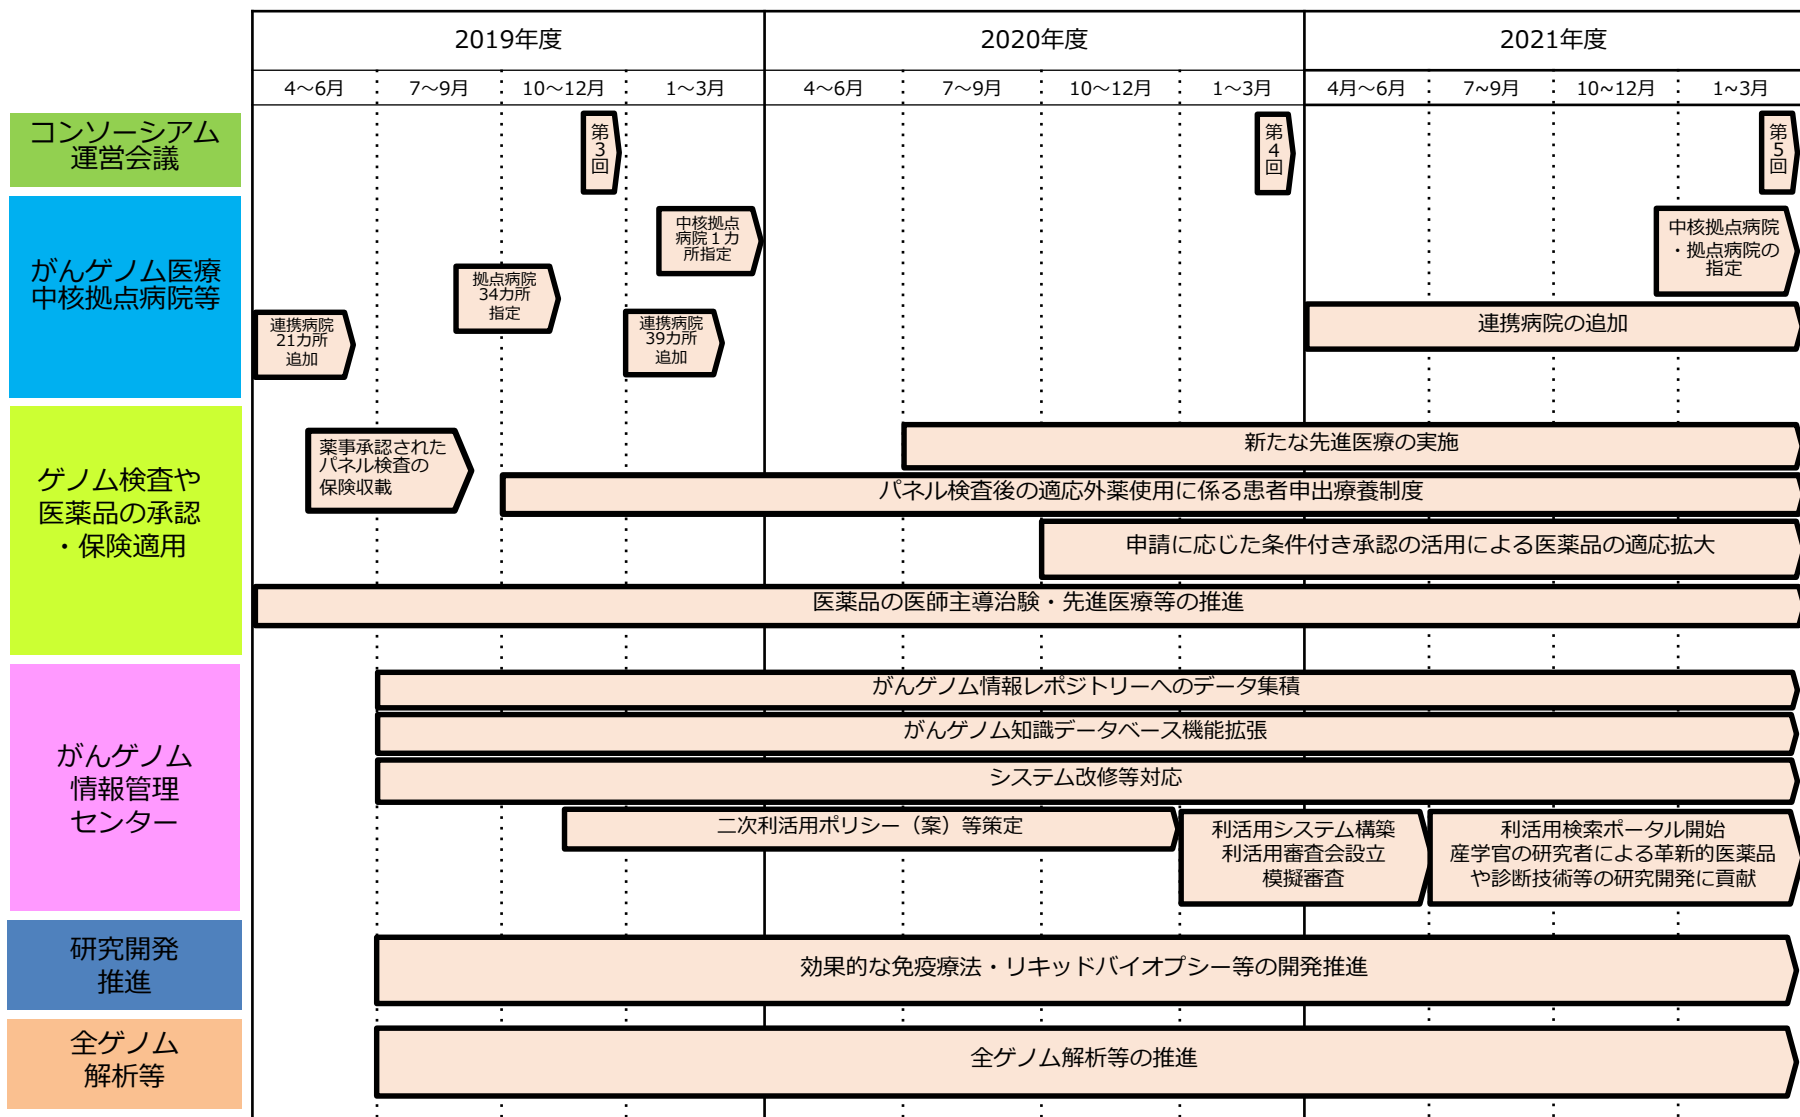 2019年度
2020年度
2021年度
4～6月
7～9月
10～12月
1～3月
4～6月
7～9月
10～12月
1～3月
4月～6月
7~9月
10~12月
1~3月
コンソーシアム
運営会議
第3回
第4回
第5回
がんゲノム医療
中核拠点病院等
連携病院
21カ所
追加
拠点病院
34カ所
指定
中核拠点
病院１カ
所指定
連携病院
39カ所
追加
中核拠点病院
・拠点病院の
指定
連携病院の追加
ゲノム検査や
医薬品の承認
・保険適用
薬事承認された
パネル検査の
保険収載
新たな先進医療の実施
パネル検査後の適応外薬使用に係る患者申出療養制度
申請に応じた条件付き承認の活用による医薬品の適応拡大
医薬品の医師主導治験・先進医療等の推進
がんゲノム
情報管理
センター
がんゲノム情報レポジトリーへのデータ集積
がんゲノム知識データベース機能拡張
システム改修等対応
二次利活用ポリシー（案）等策定
利活用システム構築
利活用審査会設立
模擬審査
利活用検索ポータル開始
産学官の研究者による革新的医薬品
や診断技術等の研究開発に貢献
研究開発
推進
効果的な免疫療法・リキッドバイオプシー等の開発推進
全ゲノム
解析等
全ゲノム解析等の推進